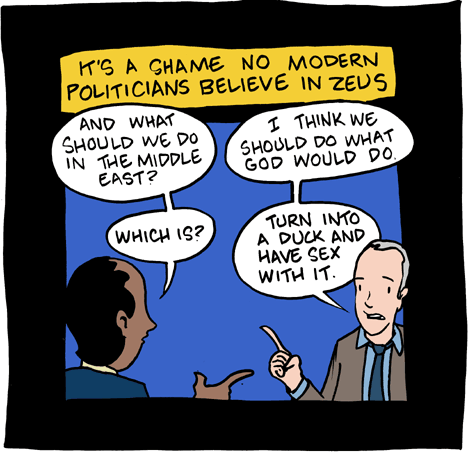 IT'S A SHAME NO MODERN
POLITICIANS BELIEVE IN ZEUS
AND WHAT
SHOULD WE DO
IN THE MIDDLE
EAST?
I THINK WE
SHOULD DO WHAT
GOD WOULD DO.
WHICH IS?
TURN INTO
A DUCK AND
HAVE SEX
WITH IT.